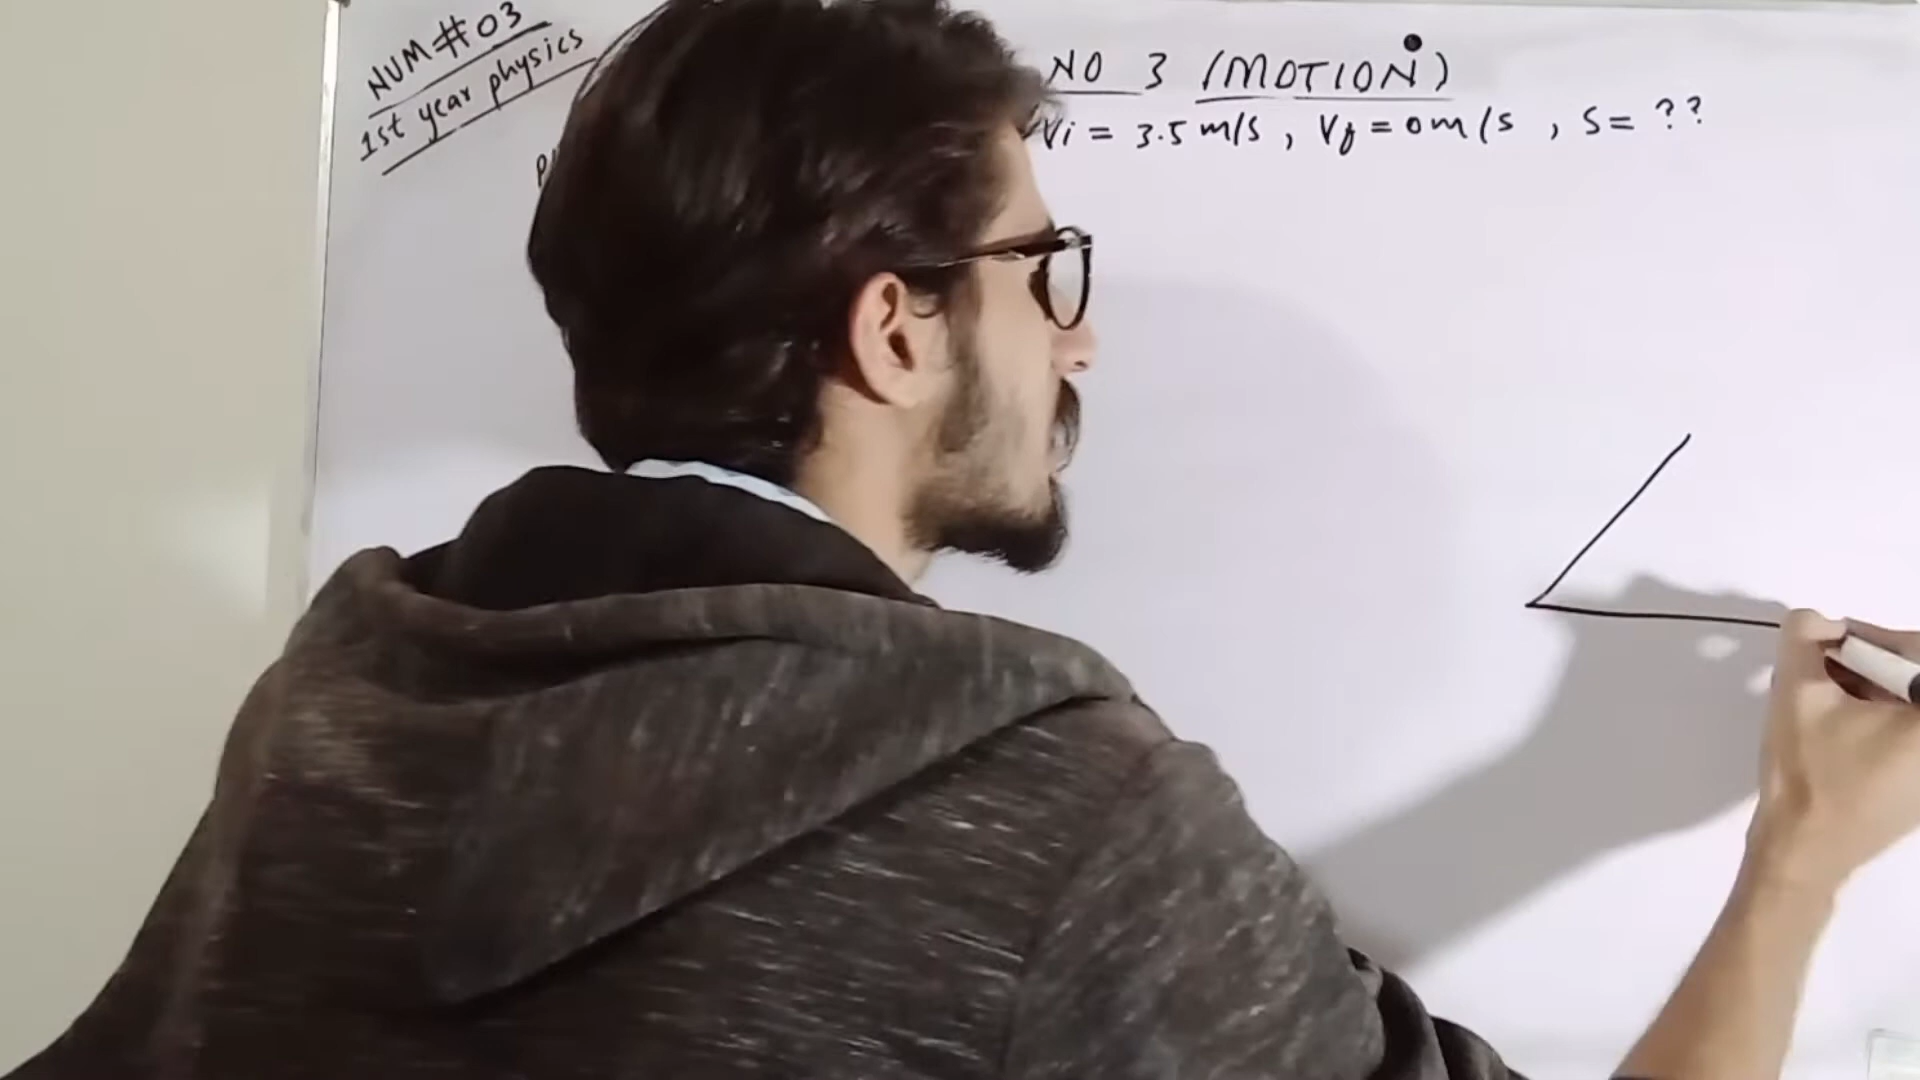 NUM#03
1st year physics
NO 3 (MOTION)
Vi = 3.5 m/s , Vf = 0 m/s , S = ??